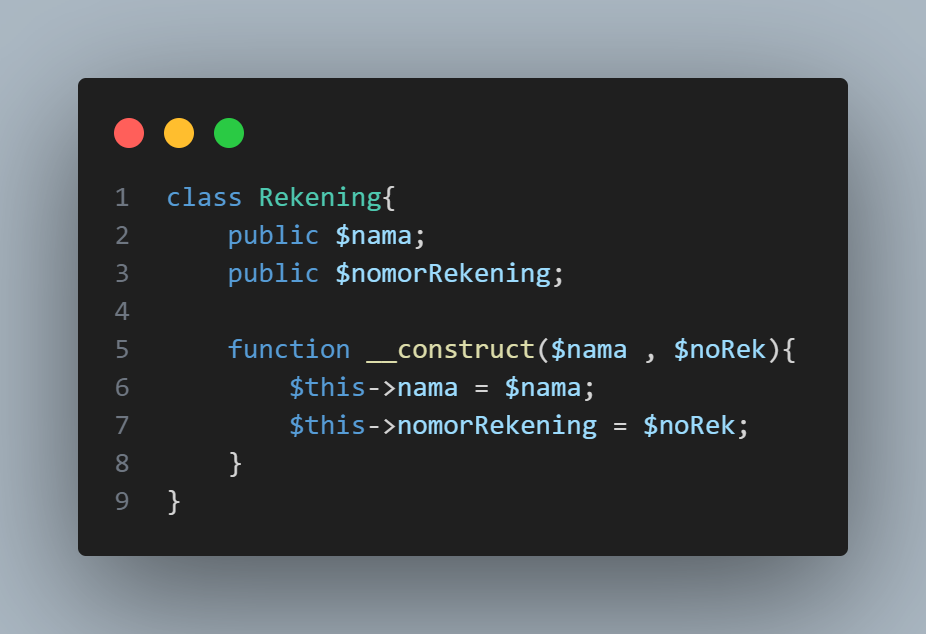 1 class Rekening{
2     public $nama;
3     public $nomorRekening;
4
5     function __construct($nama , $noRek){
6         $this->nama = $nama;
7         $this->nomorRekening = $noRek;
8     }
9 }